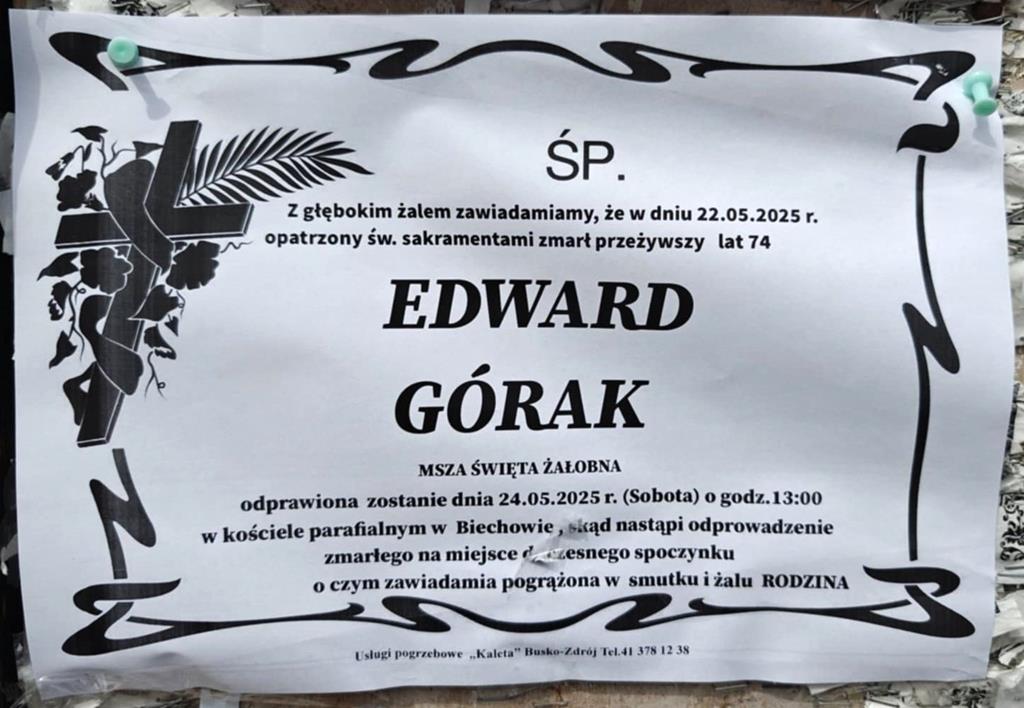 ŚP.
Z głębokim żalem zawiadamiamy, że w dniu 22.05.2025 r.
opatrzony św. sakramentami zmarł przeżywszy lat 74
EDWARD
GÓRAK
MSZA ŚWIĘTA ŻAŁOBNA
odprawiona zostanie dnia 24.05.2025 r. (Sobota) o godz.13:00
w kościele parafialnym w Biechowie , skąd nastąpi odprowadzenie
zmarłego na miejsce spoczynku
o czym zawiadamia pogrążona w smutku i żalu RODZINA
Usługi pogrzebowe „Kaleta" Busko-Zdrój Tel.41 378 12 38